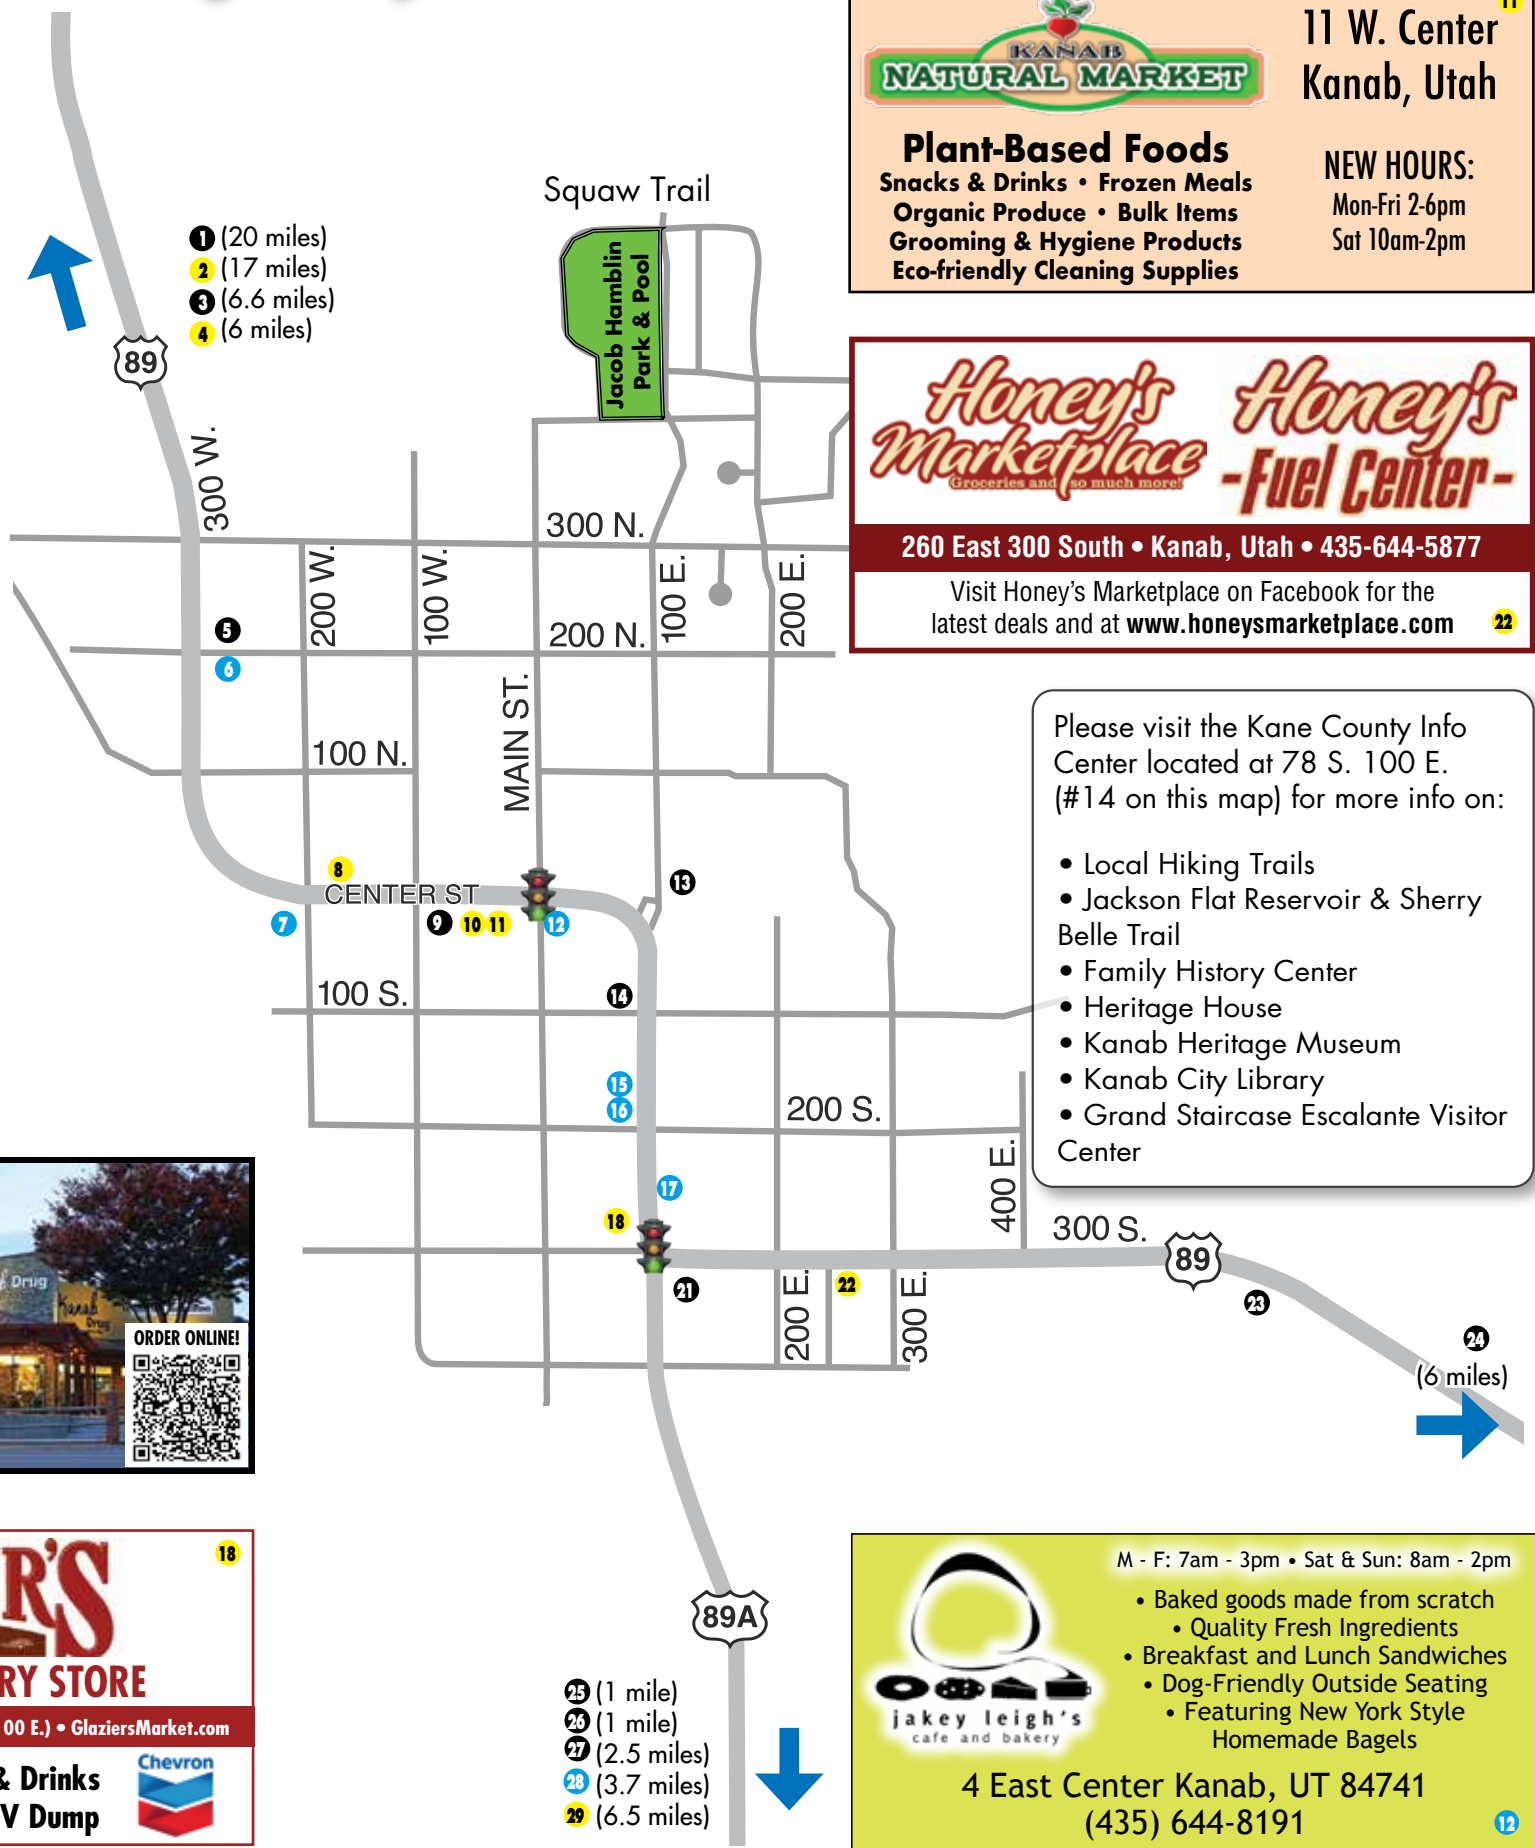 11
KANAB
NATURAL MARKET
11 W. Center
Kanab, Utah
Plant-Based Foods
Snacks & Drinks • Frozen Meals
Organic Produce • Bulk Items
Grooming & Hygiene Products
Eco-friendly Cleaning Supplies
NEW HOURS:
Mon-Fri 2-6pm
Sat 10am-2pm
Squaw Trail
Jacob Hamblin
Park & Pool
1 (20 miles)
2 (17 miles)
3 (6.6 miles)
4 (6 miles)
89
Honey's
Marketplace
Groceries and so much more!
Honey's
-Fuel Center-
260 East 300 South • Kanab, Utah • 435-644-5877
Visit Honey's Marketplace on Facebook for the
latest deals and at www.honeysmarketplace.com
22
300 W.
300 N.
200 W.
100 W.
100 E.
200 E.
5
200 N.
6
MAIN ST.
100 N.
8
CENTER ST
7
9
10
11
12
13
100 S.
14
15
16
200 S.
17
18
400 E.
300 S.
89
21
200 E.
22
300 E.
23
24
(6 miles)
Please visit the Kane County Info
Center located at 78 S. 100 E.
(#14 on this map) for more info on:
• Local Hiking Trails
• Jackson Flat Reservoir & Sherry
Belle Trail
• Family History Center
• Heritage House
• Kanab Heritage Museum
• Kanab City Library
• Grand Staircase Escalante Visitor
Center
Drug
Kanab
Drug
ORDER ONLINE!
18
R'S
RY STORE
00 E.) • GlaziersMarket.com
& Drinks
V Dump
Chevron
89A
25 (1 mile)
26 (1 mile)
27 (2.5 miles)
28 (3.7 miles)
29 (6.5 miles)
jakey leigh's
cafe and bakery
M - F: 7am - 3pm • Sat & Sun: 8am - 2pm
• Baked goods made from scratch
• Quality Fresh Ingredients
• Breakfast and Lunch Sandwiches
• Dog-Friendly Outside Seating
• Featuring New York Style
Homemade Bagels
4 East Center Kanab, UT 84741
(435) 644-8191
12